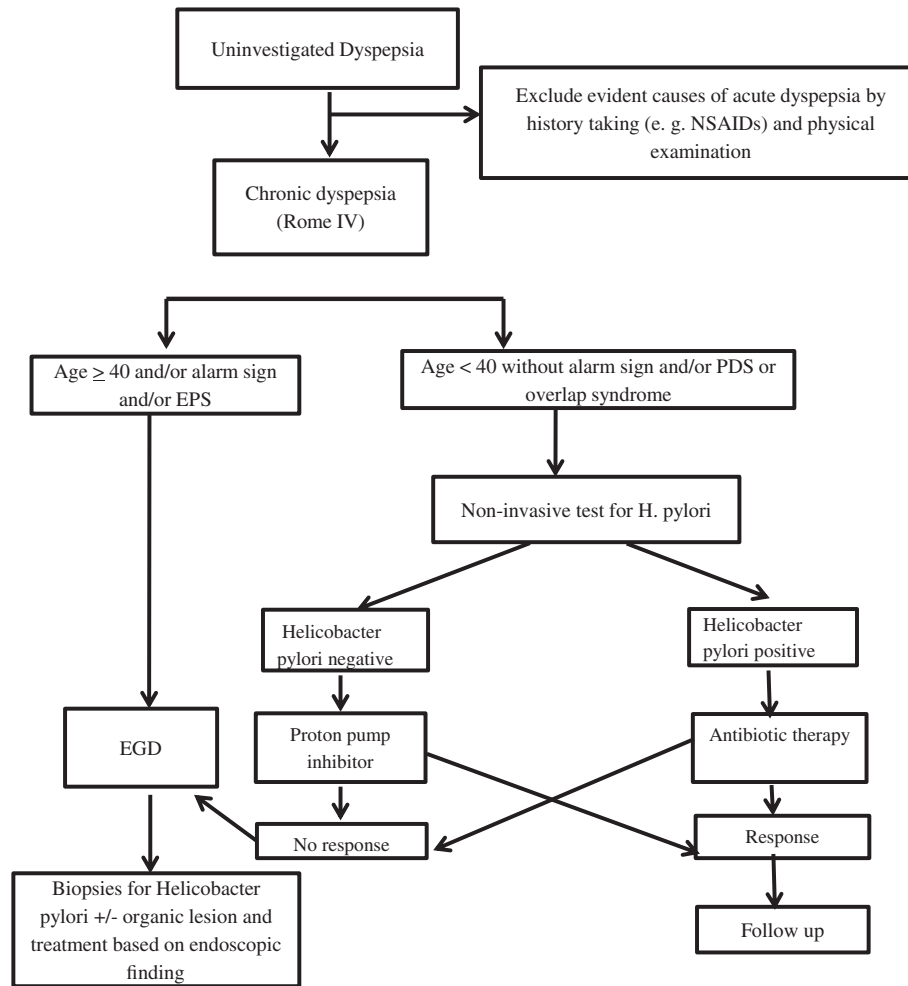 Uninvestigated Dyspepsia
Exclude evident causes of acute dyspepsia by
history taking (e. g. NSAIDs) and physical
examination
Chronic dyspepsia
(Rome IV)
Age ≥ 40 and/or alarm sign
and/or EPS
Age < 40 without alarm sign and/or PDS or
overlap syndrome
Non-invasive test for H. pylori
Helicobacter
pylori negative
Helicobacter
pylori positive
EGD
Proton pump
inhibitor
Antibiotic therapy
No response
Response
Biopsies for Helicobacter
pylori +/- organic lesion and
treatment based on endoscopic
finding
Follow up